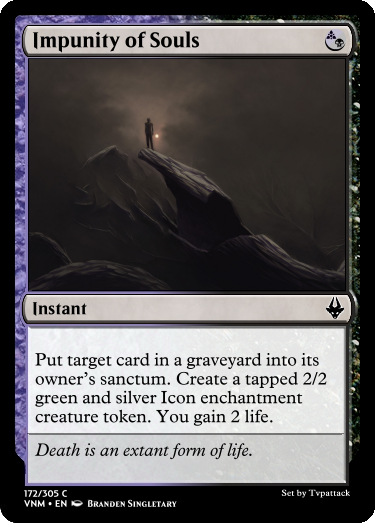 Impunity of Souls
Instant
Put target card in a graveyard into its
owner's sanctum. Create a tapped 2/2
green and silver Icon enchantment
creature token. You gain 2 life.
Death is an extant form of life.
172/305 C
VNM • EN Branden Singletary
Set by Tvpattack